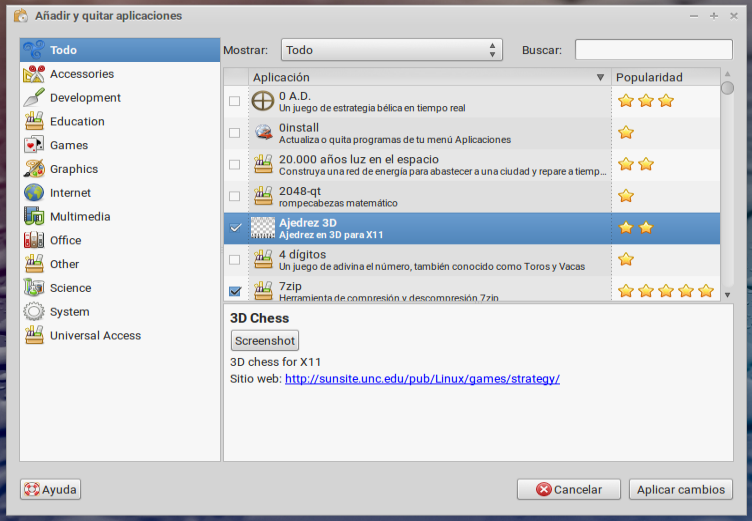 Añadir y quitar aplicaciones
Todo
Accessories
Development
Education
Games
Graphics
Internet
Multimedia
Office
Other
Science
System
Universal Access
Mostrar: Todo Buscar:
Aplicación Popularidad
0 A.D.
Un juego de estrategia bélica en tiempo real
0install
Actualiza o quita programas de tu menú Aplicaciones
20.000 años luz en el espacio
Construya una red de energía para abastecer a una ciudad y repare a tiemp...
2048-qt
rompecabezas matemático
Ajedrez 3D
Ajedrez en 3D para X11
4 dígitos
Un juego de adivina el número, también conocido como Toros y Vacas
7zip
Herramienta de compresión y descompresión 7zip
3D Chess
Screenshot
3D chess for X11
Sitio web: http://sunsite.unc.edu/pub/Linux/games/strategy/
Ayuda
Cancelar
Aplicar cambios